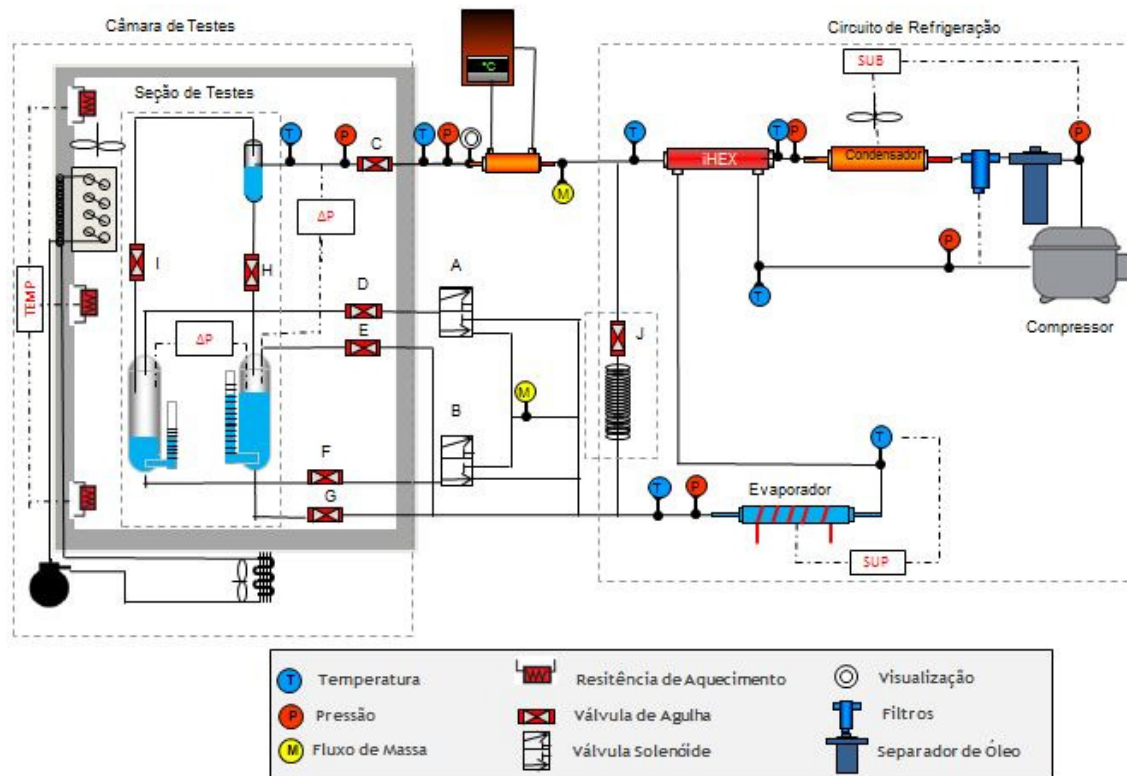 Câmara de Testes
Circuito de Refrigeração
°C
SUB
Seção de Testes
T
P
C
T
P
T
T
P
P
iHEX
Condensador
M
ΔP
I
H
A
P
TEMP
D
T
E
Compressor
ΔP
J
M
B
F
T
G
T
P
Evaporador
SUP
T Temperatura
Resitência de Aquecimento
Visualização
P Pressão
Válvula de Agulha
Filtros
M Fluxo de Massa
Válvula Solenóide
Separador de Óleo